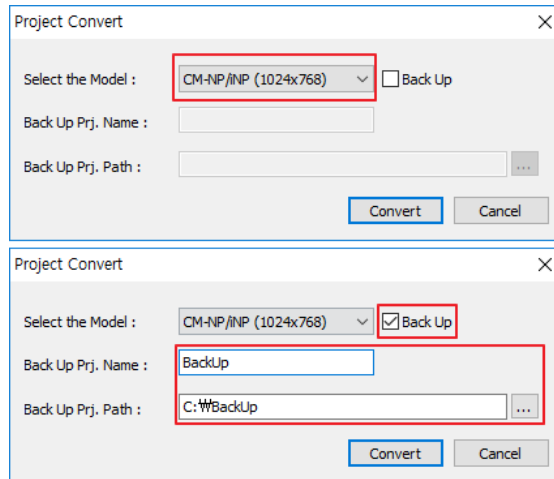 Project Convert
Select the Model : CM-NP/iNP (1024x768) Back Up
Back Up Prj. Name :
Back Up Prj. Path : ...
Convert Cancel
Project Convert
Select the Model : CM-NP/iNP (1024x768) Back Up
Back Up Prj. Name : BackUp
Back Up Prj. Path : C:₩BackUp ...
Convert Cancel